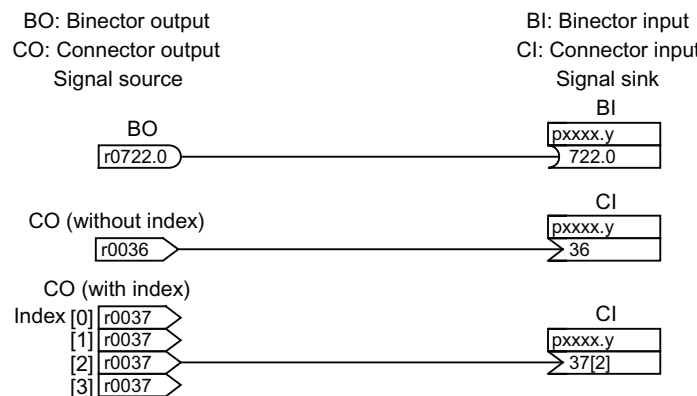 BO: Binector output BI: Binector input
CO: Connector output CI: Connector input
Signal source Signal sink
BI
BO pxxxx.y
r0722.0 722.0
CI
CO (without index) pxxxx.y
r0036 36
CO (with index)
Index [0] r0037 CI
[1] r0037 pxxxx.y
[2] r0037 37[2]
[3] r0037